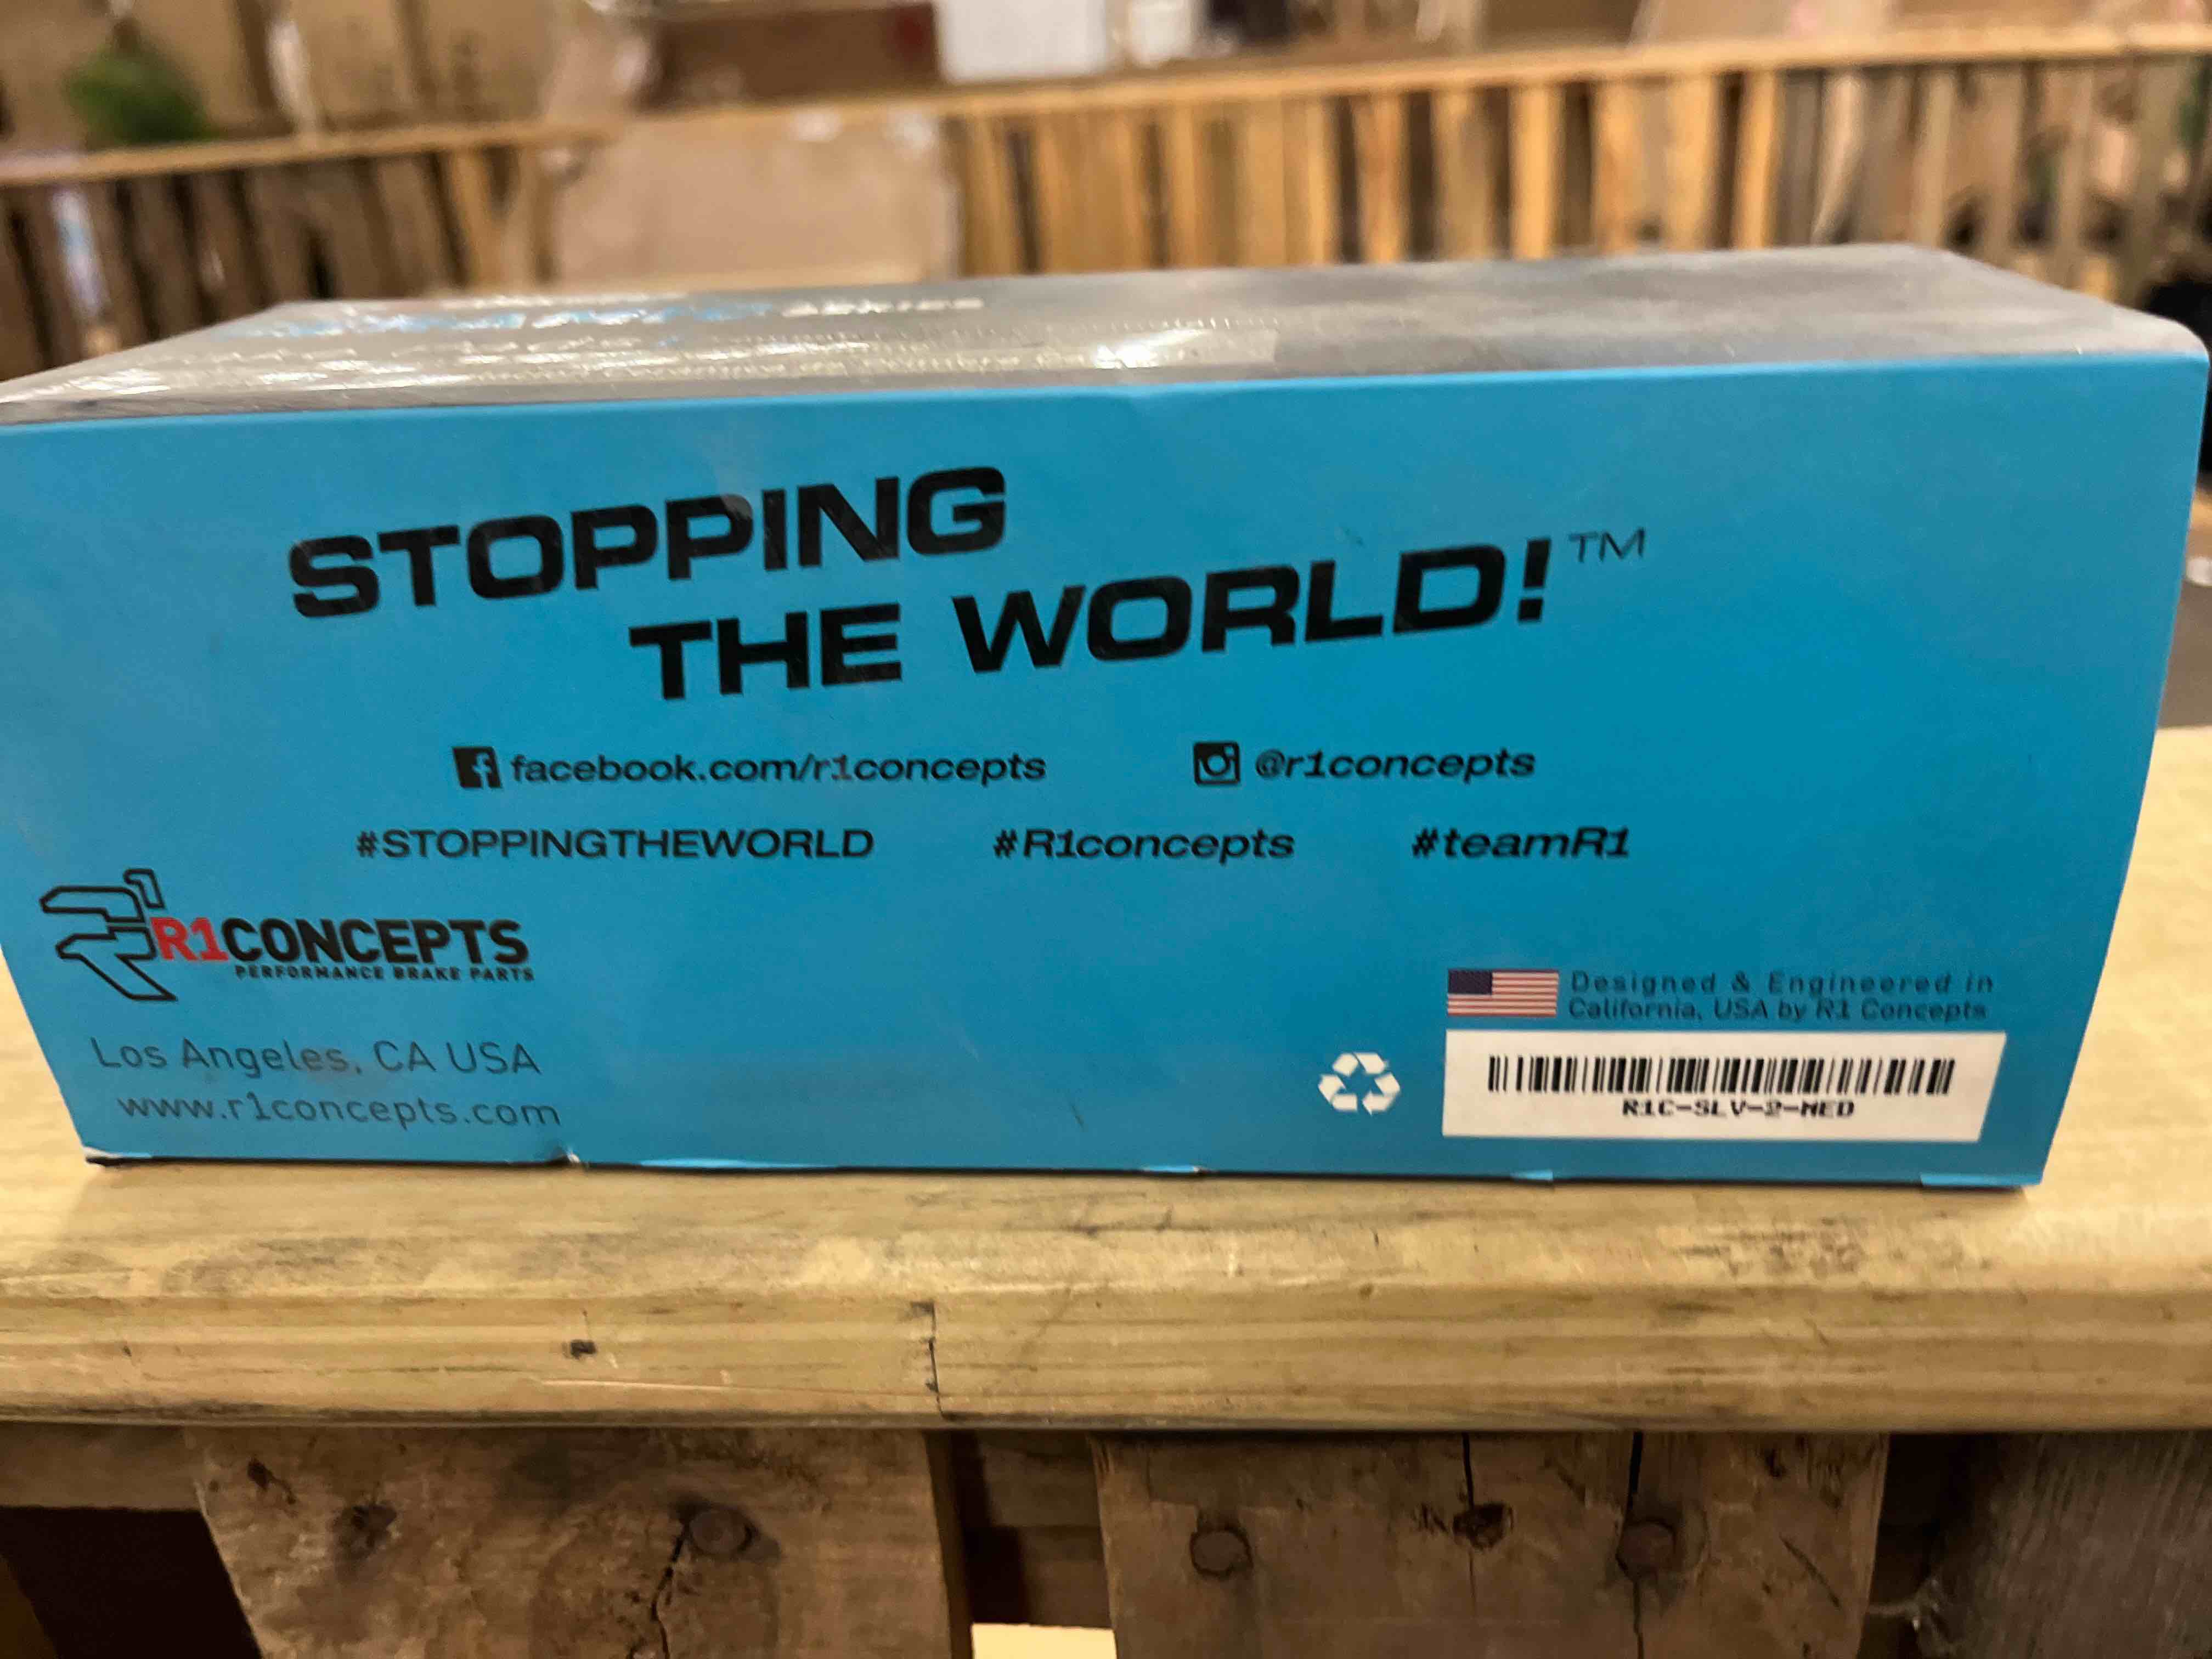 STOPPING
THE WORLD!™
facebook.com/r1concepts @r1concepts
#STOPPINGTHEWORLD #R1concepts #teamR1
R1CONCEPTS
PERFORMANCE BRAKE PARTS
Los Angeles, CA USA
www.r1concepts.com
Designed & Engineered in
California, USA by R1 Concepts
R1C-SLV-2-MED